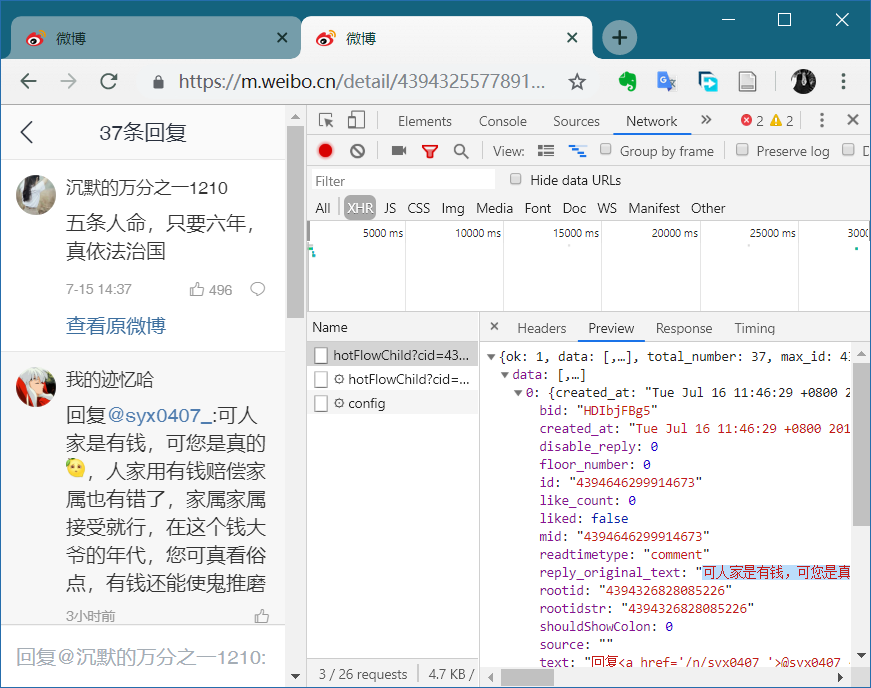 微博
微博
https://m.weibo.cn/detail/4394325577891...
37条回复
沉默的万分之一1210
五条人命，只要六年，
真依法治国
7-15 14:37
496
查看原微博
我的迹忆哈
回复@syx0407_:可人
家是有钱，可您是真的
，人家用有钱赔偿家
属也有错了，家属家属
接受就行，在这个钱大
爷的年代，您可真看俗
点，有钱还能使鬼推磨
3小时前
回复@沉默的万分之一1210:
Elements Console Sources Network » 2 2
View: Group by frame Preserve log D
Filter Hide data URLs
All XHR JS CSS Img Media Font Doc WS Manifest Other
5000 ms 10000 ms 15000 ms 20000 ms 25000 ms 3000
Name
hotFlowChild?cid=43...
hotFlowChild?cid=...
config
3 / 26 requests 4.7 KB /
Headers Preview Response Timing
{ok: 1, data: [,…], total_number: 37, max_id: 43
data: [,…]
0: {created_at: "Tue Jul 16 11:46:29 +0800 2
bid: "HDIbjFBg5"
created_at: "Tue Jul 16 11:46:29 +0800 201
disable_reply: 0
floor_number: 0
id: "4394646299914673"
like_count: 0
liked: false
mid: "4394646299914673"
readtimetype: "comment"
reply_original_text: "可人家是有钱，可您是真
rootid: "4394326828085226"
rootidstr: "4394326828085226"
shouldShowColon: 0
source: ""
text: "回复<a href='/n/syx0407_'>@syx0407_